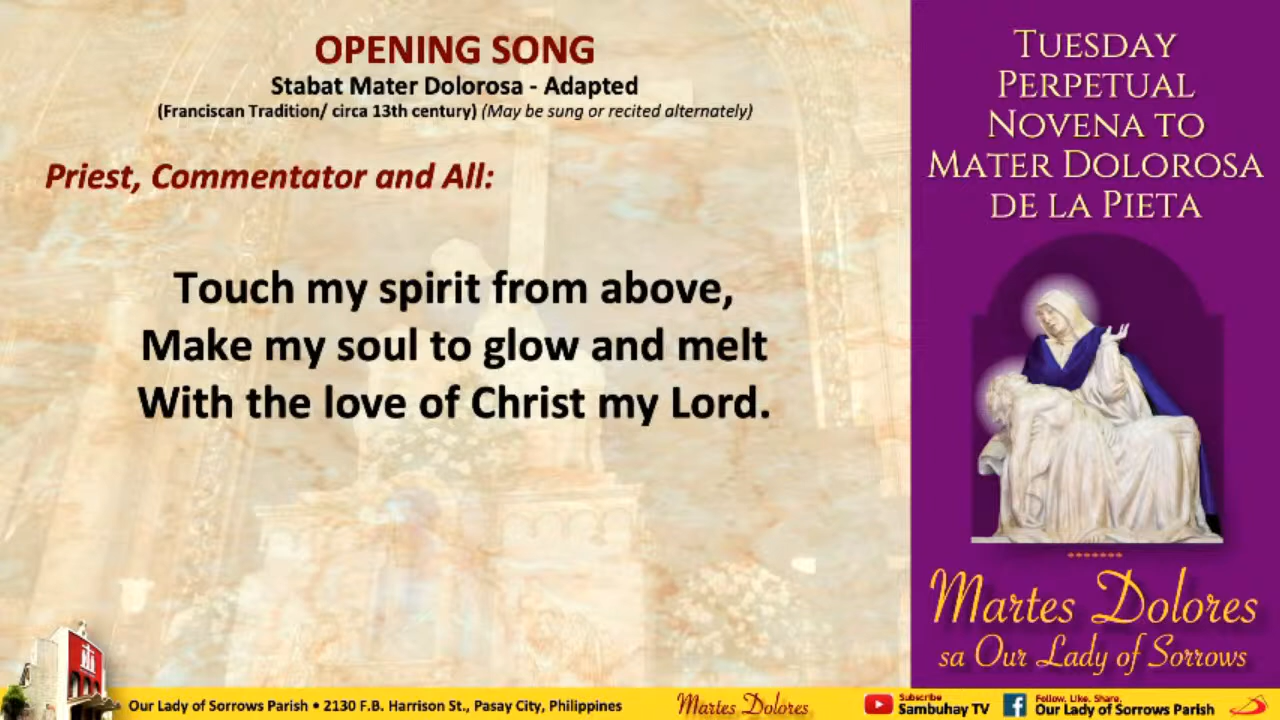 OPENING SONG
Stabat Mater Dolorosa - Adapted
(Franciscan Tradition/ circa 13th century) (May be sung or recited alternately)
Priest, Commentator and All:
Touch my spirit from above,
Make my soul to glow and melt
With the love of Christ my Lord.
TUESDAY
PERPETUAL
NOVENA TO
MATER DOLOROSA
DE LA PIETA
Martes Dolores
sa Our Lady of Sorrows
Our Lady of Sorrows Parish • 2130 F.B. Harrison St., Pasay City, Philippines
Martes Dolores
Subscribe
Sambuhay TV
Follow. Like. Share.
Our Lady of Sorrows Parish